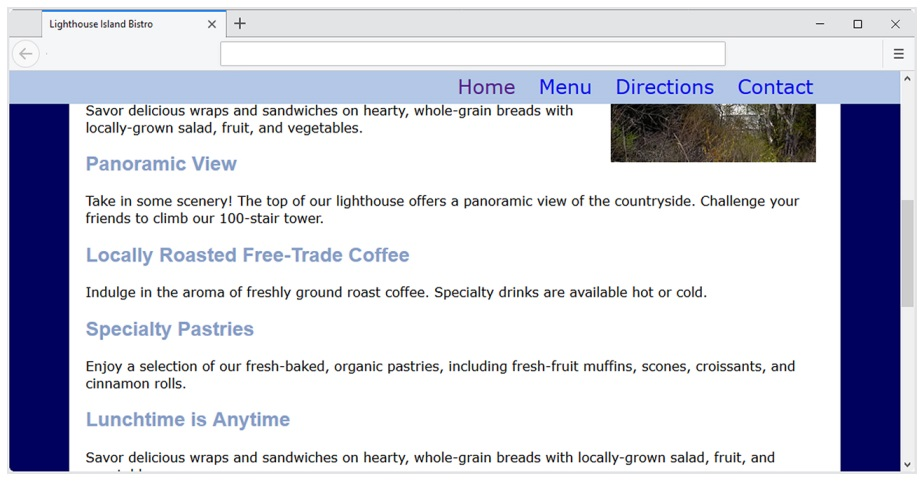 Lighthouse Island Bistro
Home Menu Directions Contact
Savor delicious wraps and sandwiches on hearty, whole-grain breads with
locally-grown salad, fruit, and vegetables.
Panoramic View
Take in some scenery! The top of our lighthouse offers a panoramic view of the countryside. Challenge your
friends to climb our 100-stair tower.
Locally Roasted Free-Trade Coffee
Indulge in the aroma of freshly ground roast coffee. Specialty drinks are available hot or cold.
Specialty Pastries
Enjoy a selection of our fresh-baked, organic pastries, including fresh-fruit muffins, scones, croissants, and
cinnamon rolls.
Lunchtime is Anytime
Savor delicious wraps and sandwiches on hearty, whole-grain breads with locally-grown salad, fruit, and